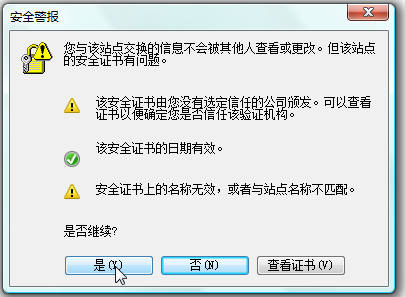 安全警报
您与该站点交换的信息不会被其他人查看或更改。但该站点
的安全证书有问题。
该安全证书由您没有选定信任的公司颁发。可以查看
证书以便确定您是否信任该验证机构。
该安全证书的日期有效。
安全证书上的名称无效，或者与站点名称不匹配。
是否继续?
是(Y)
否(N)
查看证书(V)